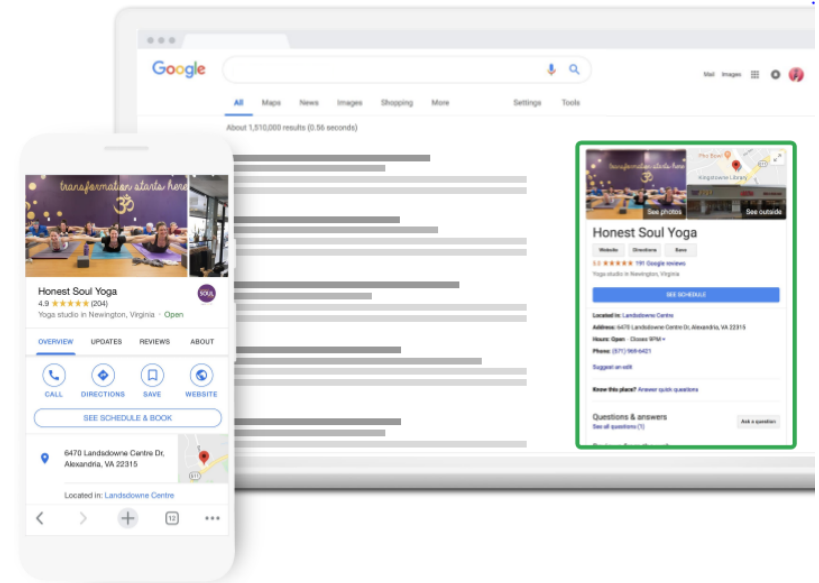 Google
Mail Images
All Maps News Images Shopping More Settings Tools
About 1,510,000 results (0.56 seconds)
transformation starts here
Honest Soul Yoga
SOUL
4.9 ★★★★★ (204)
Yoga studio in Newington, Virginia · Open
OVERVIEW UPDATES REVIEWS ABOUT
CALL DIRECTIONS SAVE WEBSITE
SEE SCHEDULE & BOOK
6470 Landsdowne Centre Dr,
Alexandria, VA 22315
Located in: Landsdowne Centre
12
transformation starts here
Kingstowne Library
See photos
See outside
Honest Soul Yoga
Website Directions Save
5.0 ★★★★★ 191 Google reviews
Yoga studio in Newington, Virginia
SEE SCHEDULE
Located in: Landsdowne Centre
Address: 6470 Landsdowne Centre Dr, Alexandria, VA 22315
Hours: Open · Closes 9PM
Phone: (571) 969-6421
Suggest an edit
Know this place? Answer quick questions
Questions & answers
See all questions (1)
Ask a question